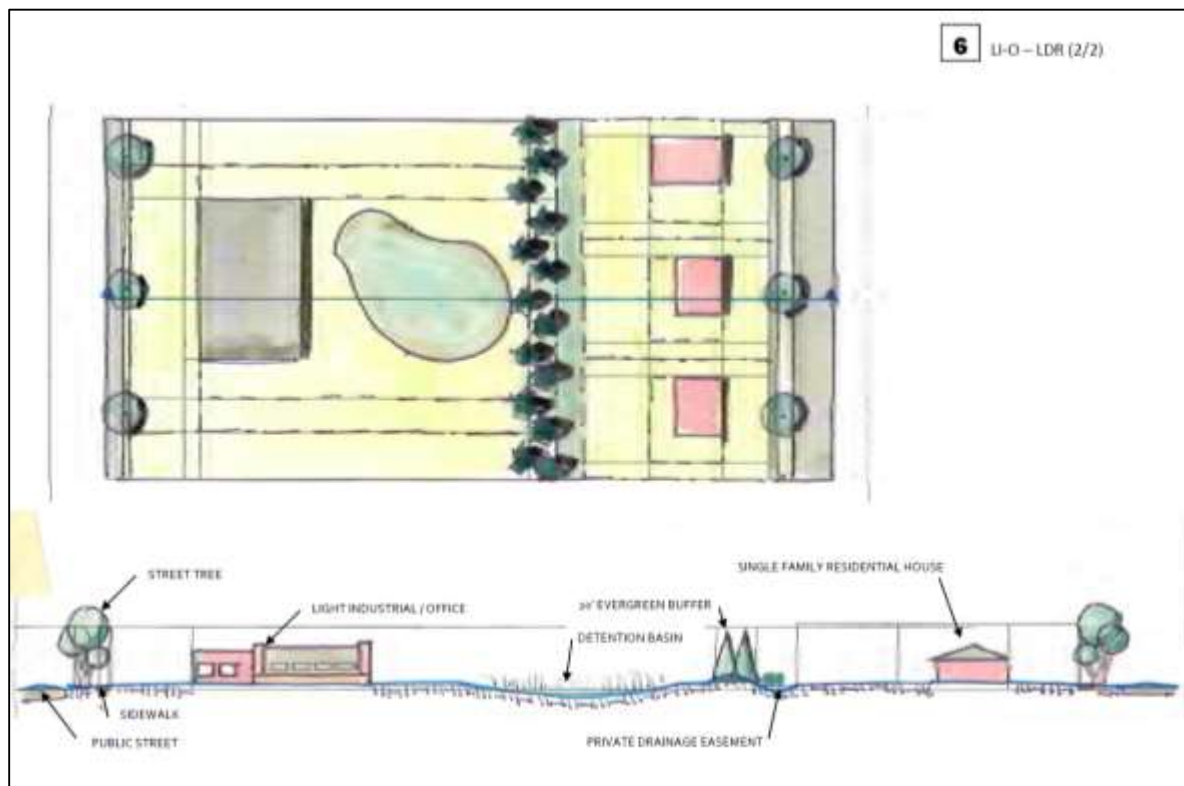 6 LI-O – LDR (2/2)
STREET TREE
SINGLE FAMILY RESIDENTIAL HOUSE
LIGHT INDUSTRIAL / OFFICE
20' EVERGREEN BUFFER
DETENTION BASIN
SIDEWALK
PUBLIC STREET
PRIVATE DRAINAGE EASEMENT